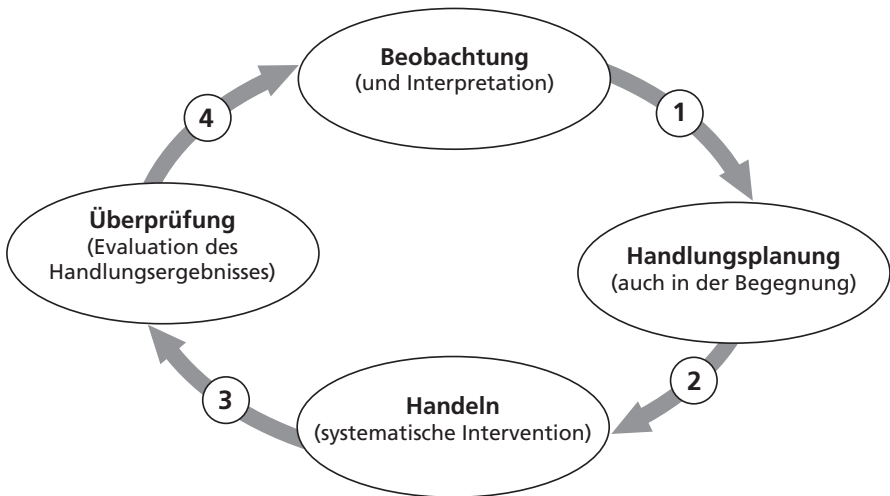 Beobachtung
(und Interpretation)
1
Handlungsplanung
(auch in der Begegnung)
2
Handeln
(systematische Intervention)
3
Überprüfung
(Evaluation des
Handlungsergebnisses)
4